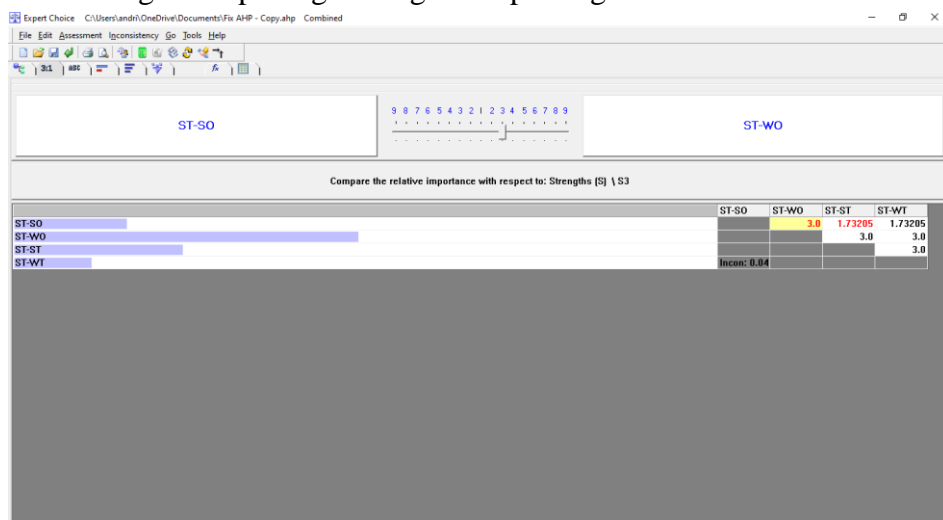 Expert Choice C:\Users\andri\OneDrive\Documents\Fix AHP - Copy.ahp Combined
File Edit Assessment Inconsistency Go Tools Help
3:1 ABC fx
9 8 7 6 5 4 3 2 1 2 3 4 5 6 7 8 9
ST-SO ST-WO
Compare the relative importance with respect to: Strengths (S) \ S3
ST-SO ST-WO ST-ST ST-WT
ST-SO 3.0 1.73205 1.73205
ST-WO 3.0 3.0
ST-ST 3.0
ST-WT Incon: 0.04